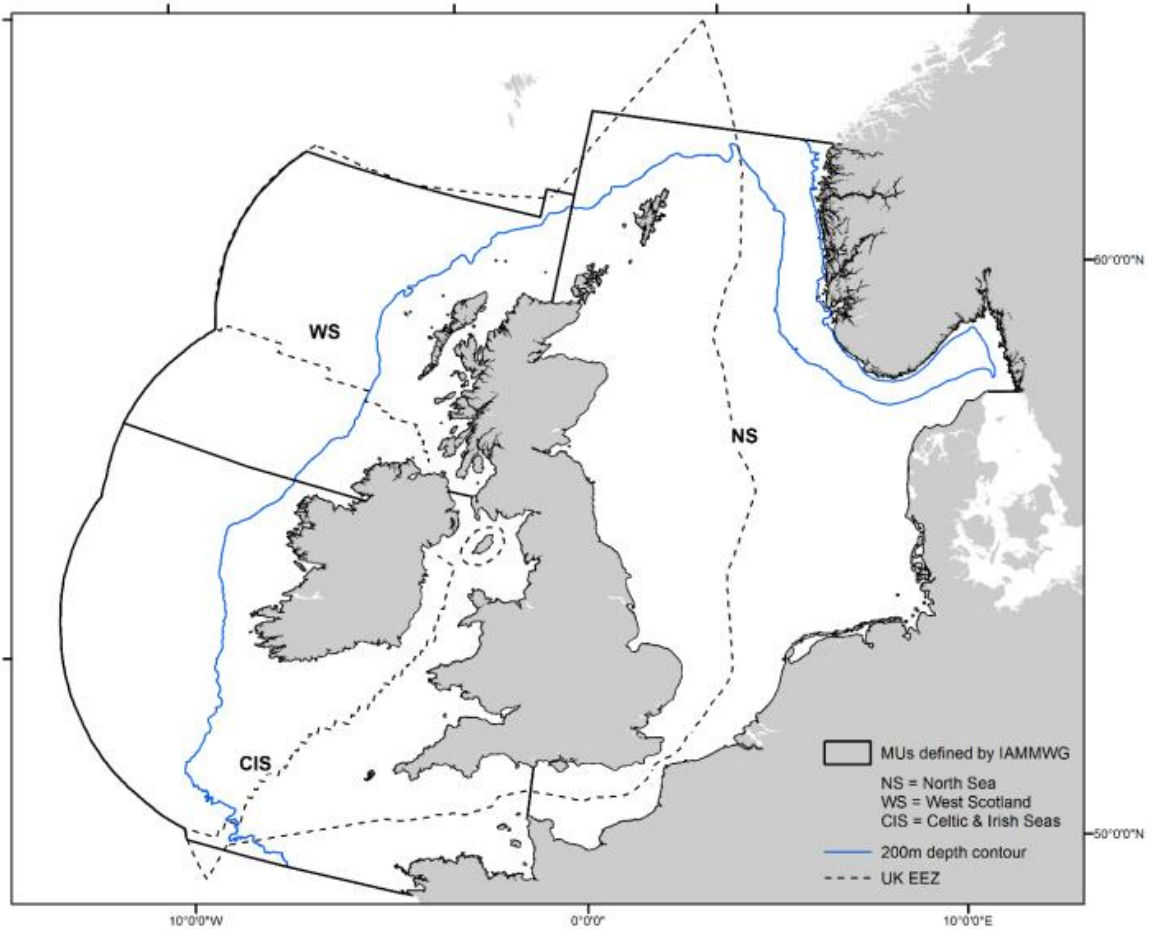 60°0'0"N
WS
NS
CIS
MUs defined by IAMMWG
NS = North Sea
WS = West Scotland
CIS = Celtic & Irish Seas
200m depth contour
UK EEZ
50°0'0"N
10°0'0"W
0°0'0"
10°0'0"E